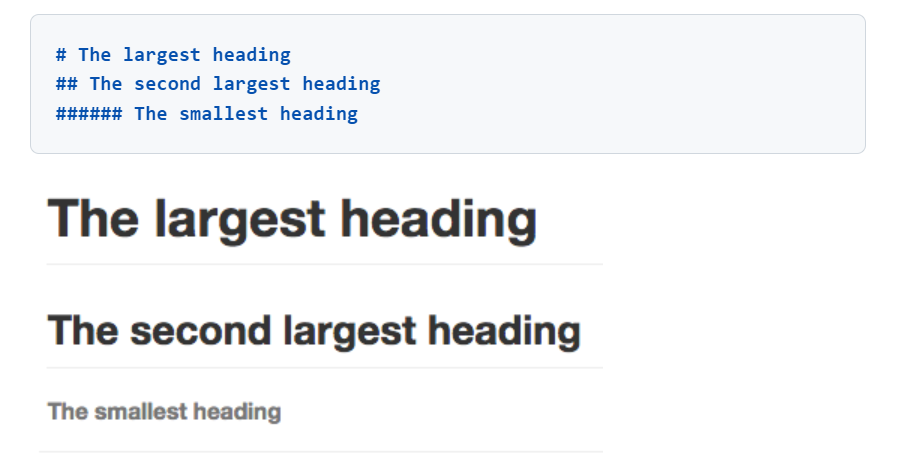 # The largest heading
## The second largest heading
###### The smallest heading
The largest heading
The second largest heading
The smallest heading